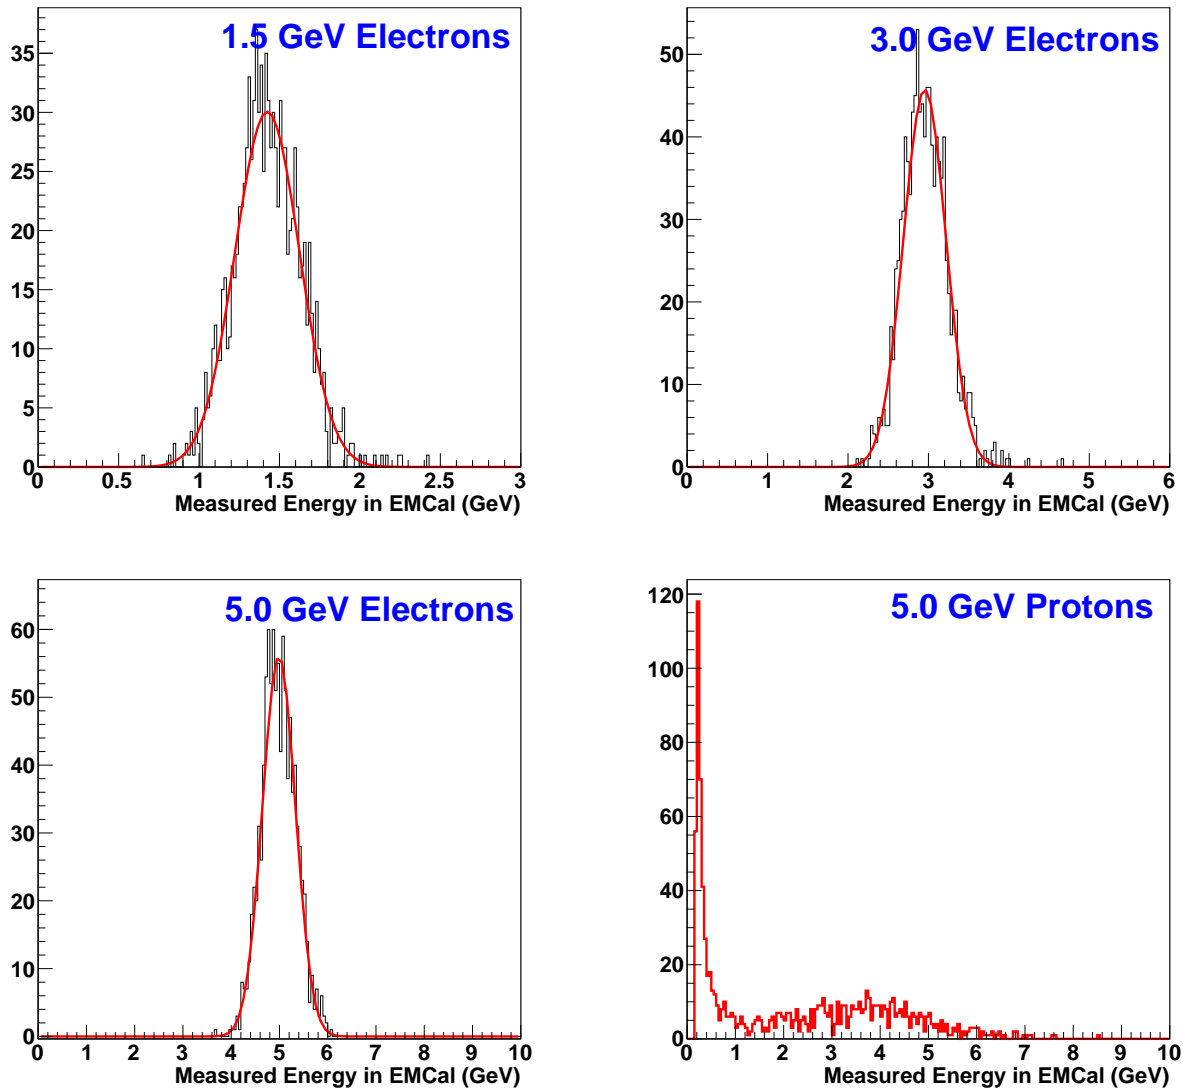 1.5 GeV Electrons
35
30
25
20
15
10
5
0
0 0.5 1 1.5 2 2.5 3
Measured Energy in EMCal (GeV)
3.0 GeV Electrons
50
40
30
20
10
0
0 1 2 3 4 5 6
Measured Energy in EMCal (GeV)
5.0 GeV Electrons
60
50
40
30
20
10
0
0 1 2 3 4 5 6 7 8 9 10
Measured Energy in EMCal (GeV)
5.0 GeV Protons
120
100
80
60
40
20
0
0 1 2 3 4 5 6 7 8 9 10
Measured Energy in EMCal (GeV)